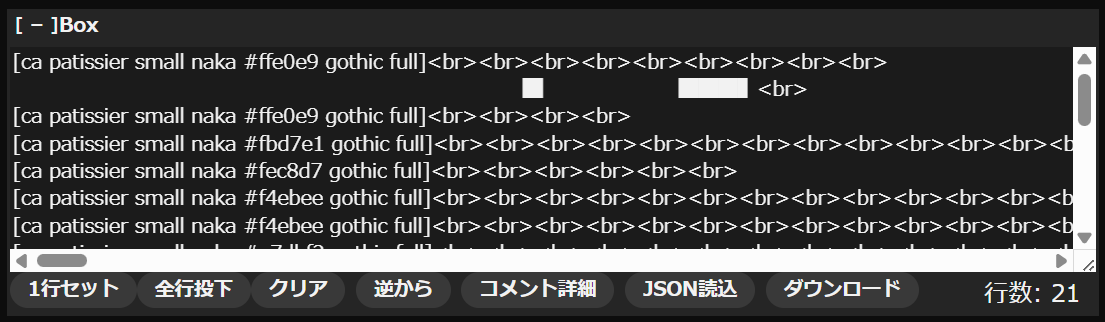 [ － ]Box
[ca patissier small naka #ffe0e9 gothic full]<br><br><br><br><br><br><br><br><br>
<br>
[ca patissier small naka #ffe0e9 gothic full]<br><br><br><br>
[ca patissier small naka #fbd7e1 gothic full]<br><br><br><br><br><br><br><br><br><br><br><br><b
[ca patissier small naka #fec8d7 gothic full]<br><br><br><br><br><br>
[ca patissier small naka #f4ebee gothic full]<br><br><br><br><br><br><br><br><br><br><br><br><b
[ca patissier small naka #f4ebee gothic full]<br><br><br><br><br><br><br><br><br><br><br><br><b
1行セット 全行投下 クリア 逆から コメント詳細 JSON読込 ダウンロード 行数: 21